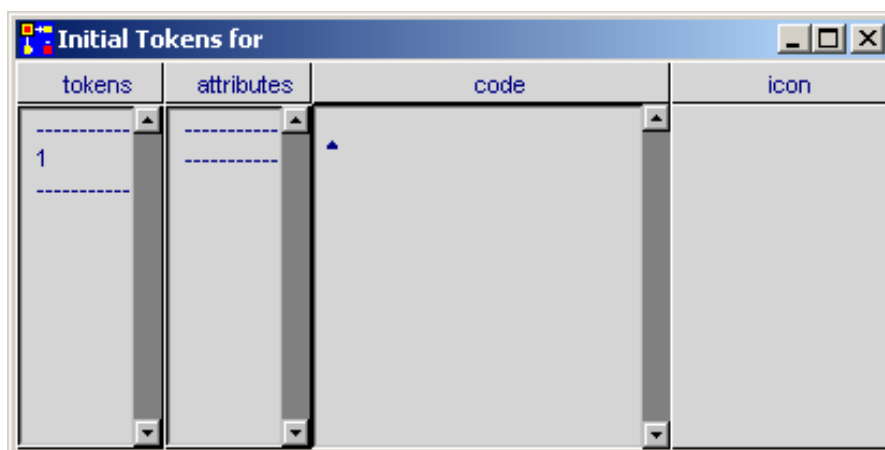 Initial Tokens for
tokens attributes code icon
----------- -----------
1 -----------
-----------